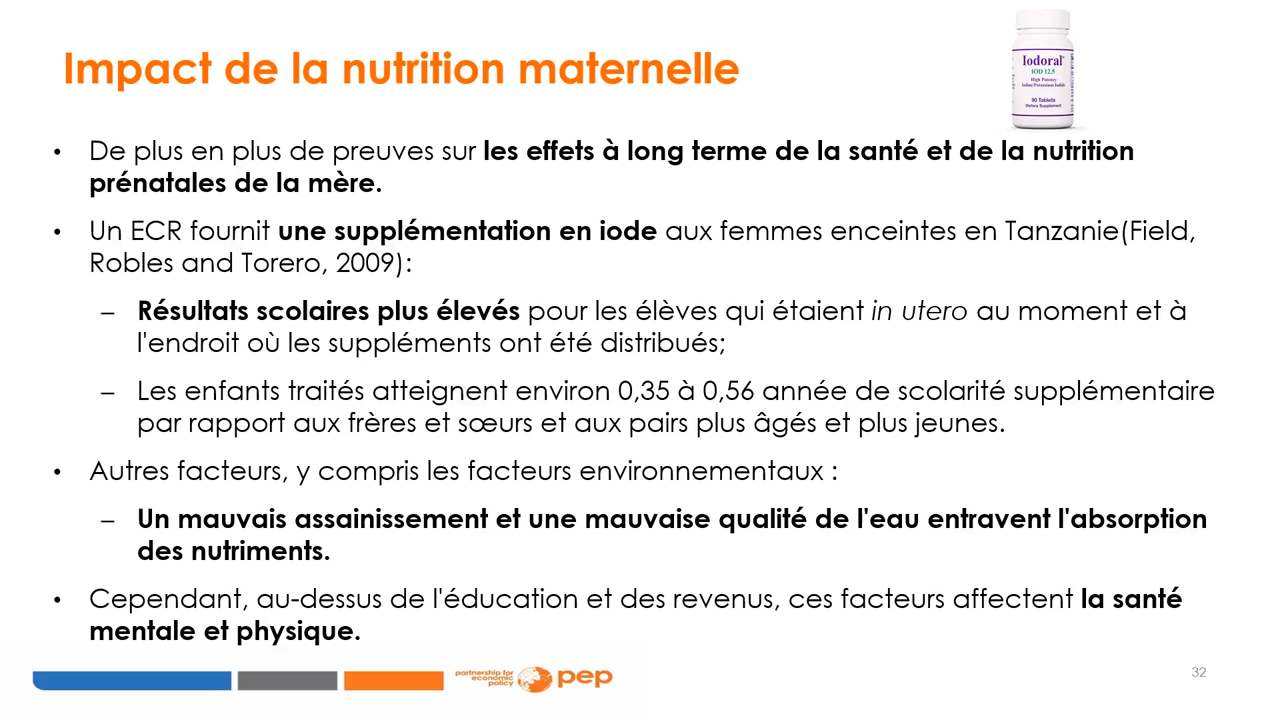 Impact de la nutrition maternelle
Iodoral
IOD 12.5
High Potency
Iodine/Potassium Iodide
90 Tablets
Dietary Supplement
• De plus en plus de preuves sur les effets à long terme de la santé et de la nutrition
prénatales de la mère.
• Un ECR fournit une supplémentation en iode aux femmes enceintes en Tanzanie(Field,
Robles and Torero, 2009):
– Résultats scolaires plus élevés pour les élèves qui étaient in utero au moment et à
l'endroit où les suppléments ont été distribués;
– Les enfants traités atteignent environ 0,35 à 0,56 année de scolarité supplémentaire
par rapport aux frères et sœurs et aux pairs plus âgés et plus jeunes.
• Autres facteurs, y compris les facteurs environnementaux :
– Un mauvais assainissement et une mauvaise qualité de l'eau entravent l'absorption
des nutriments.
• Cependant, au-dessus de l'éducation et des revenus, ces facteurs affectent la santé
mentale et physique.
partnership for
economic
policy
pep
32